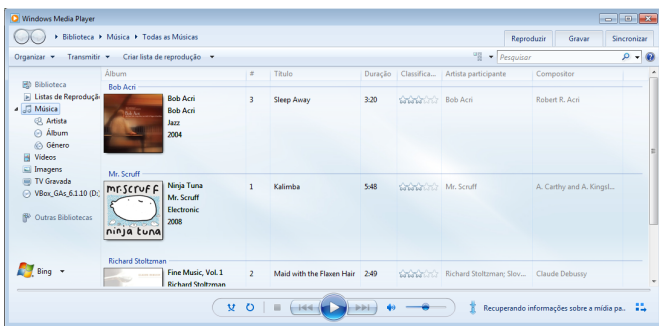 Windows Media Player
Biblioteca ▸ Música ▸ Todas as Músicas
Reproduzir Gravar Sincronizar
Organizar Transmitir Criar lista de reprodução Pesquisar
Álbum # Título Duração Classifica... Artista participante Compositor
Biblioteca
Listas de Reproduçã
Música
Artista
Álbum
Gênero
Vídeos
Imagens
TV Gravada
VBox_GAs_6.1.10 (D:
Outras Bibliotecas
Bing
Bob Acri
Bob Acri 3 Sleep Away 3:20 Bob Acri Robert R. Acri
Bob Acri
Jazz
2004
Mr. Scruff
mr.scruff
ninja tuna
Ninja Tuna 1 Kalimba 5:48 Mr. Scruff A. Carthy and A. Kingsl...
Mr. Scruff
Electronic
2008
Richard Stoltzman
Fine Music, Vol. 1 2 Maid with the Flaxen Hair 2:49 Richard Stoltzman; Slov... Claude Debussy
Richard Stoltzman
Recuperando informações sobre a mídia pa..